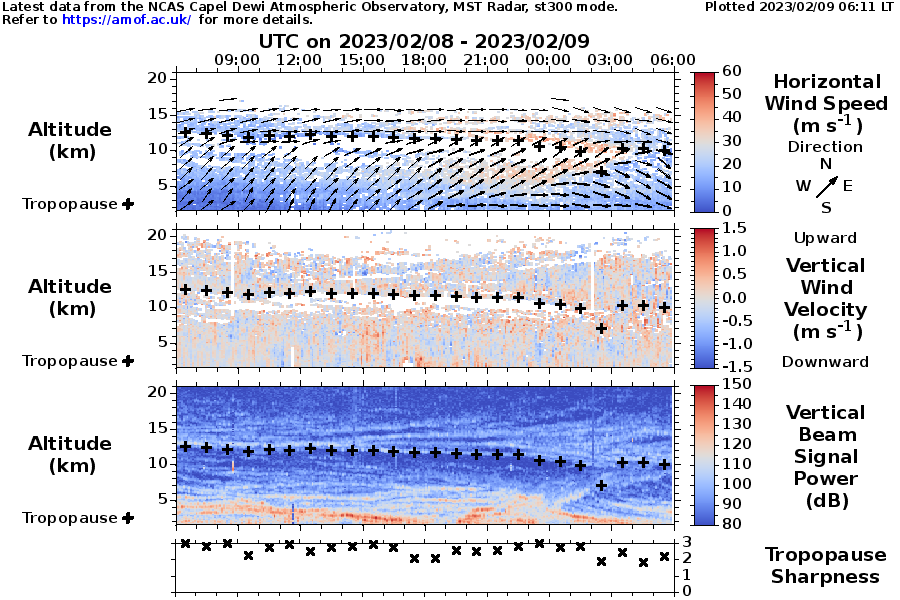 Latest data from the NCAS Capel Dewi Atmospheric Observatory, MST Radar, st300 mode.
Plotted 2023/02/09 06:11 LT
Refer to https://amof.ac.uk/ for more details.
UTC on 2023/02/08 - 2023/02/09
09:00 12:00 15:00 18:00 21:00 00:00 03:00 06:00
20
15
10
5
Altitude
(km)
Tropopause
60
50
40
30
20
10
0
Horizontal
Wind Speed
(m s-1)
Direction
N
W E
S
20
15
10
5
Altitude
(km)
Tropopause
1.5
1.0
0.5
0.0
-0.5
-1.0
-1.5
Upward
Vertical
Wind
Velocity
(m s-1)
Downward
20
15
10
5
Altitude
(km)
Tropopause
150
140
130
120
110
100
90
80
Vertical
Beam
Signal
Power
(dB)
3
2
1
0
Tropopause
Sharpness